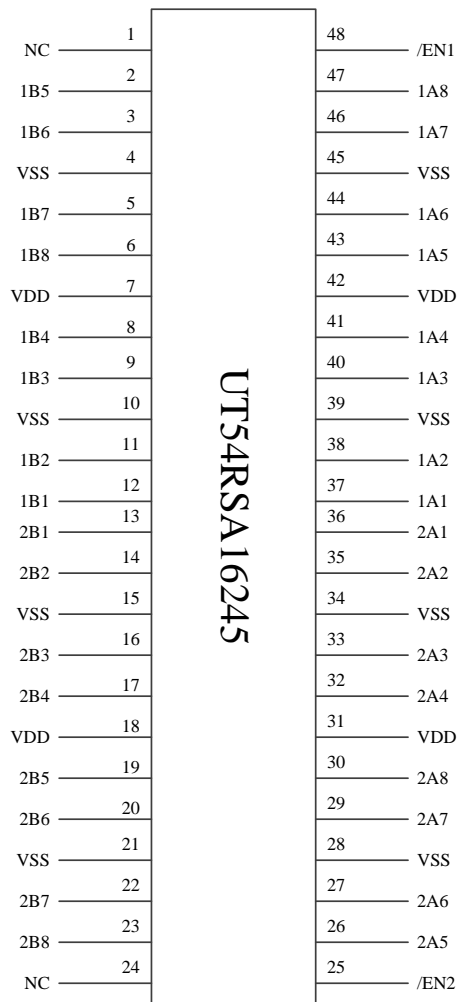 NC 1 48 /EN1
1B5 2 47 1A8
1B6 3 46 1A7
VSS 4 45 VSS
1B7 5 44 1A6
1B8 6 43 1A5
VDD 7 42 VDD
1B4 8 41 1A4
1B3 9 40 1A3
VSS 10 39 VSS
1B2 11 38 1A2
1B1 12 37 1A1
2B1 13 36 2A1
2B2 14 35 2A2
VSS 15 34 VSS
2B3 16 33 2A3
2B4 17 32 2A4
VDD 18 31 VDD
2B5 19 30 2A8
2B6 20 29 2A7
VSS 21 28 VSS
2B7 22 27 2A6
2B8 23 26 2A5
NC 24 25 /EN2
UT54RSA16245